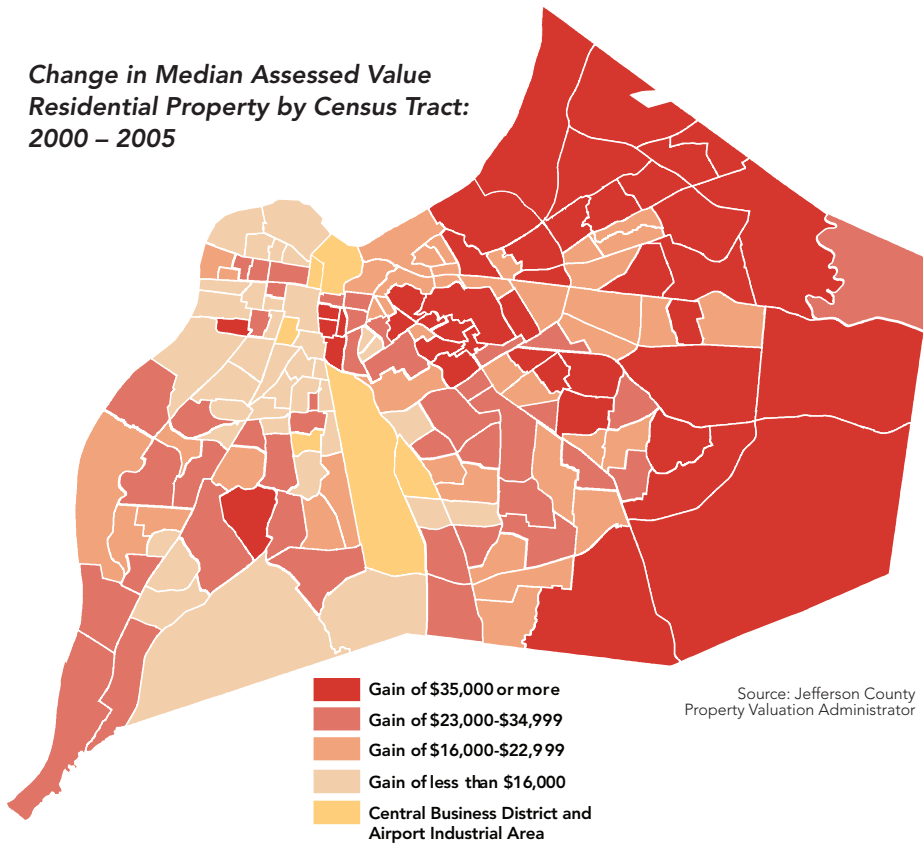 Change in Median Assessed Value
Residential Property by Census Tract:
2000 – 2005
Gain of $35,000 or more
Gain of $23,000-$34,999
Gain of $16,000-$22,999
Gain of less than $16,000
Central Business District and
Airport Industrial Area
Source: Jefferson County
Property Valuation Administrator